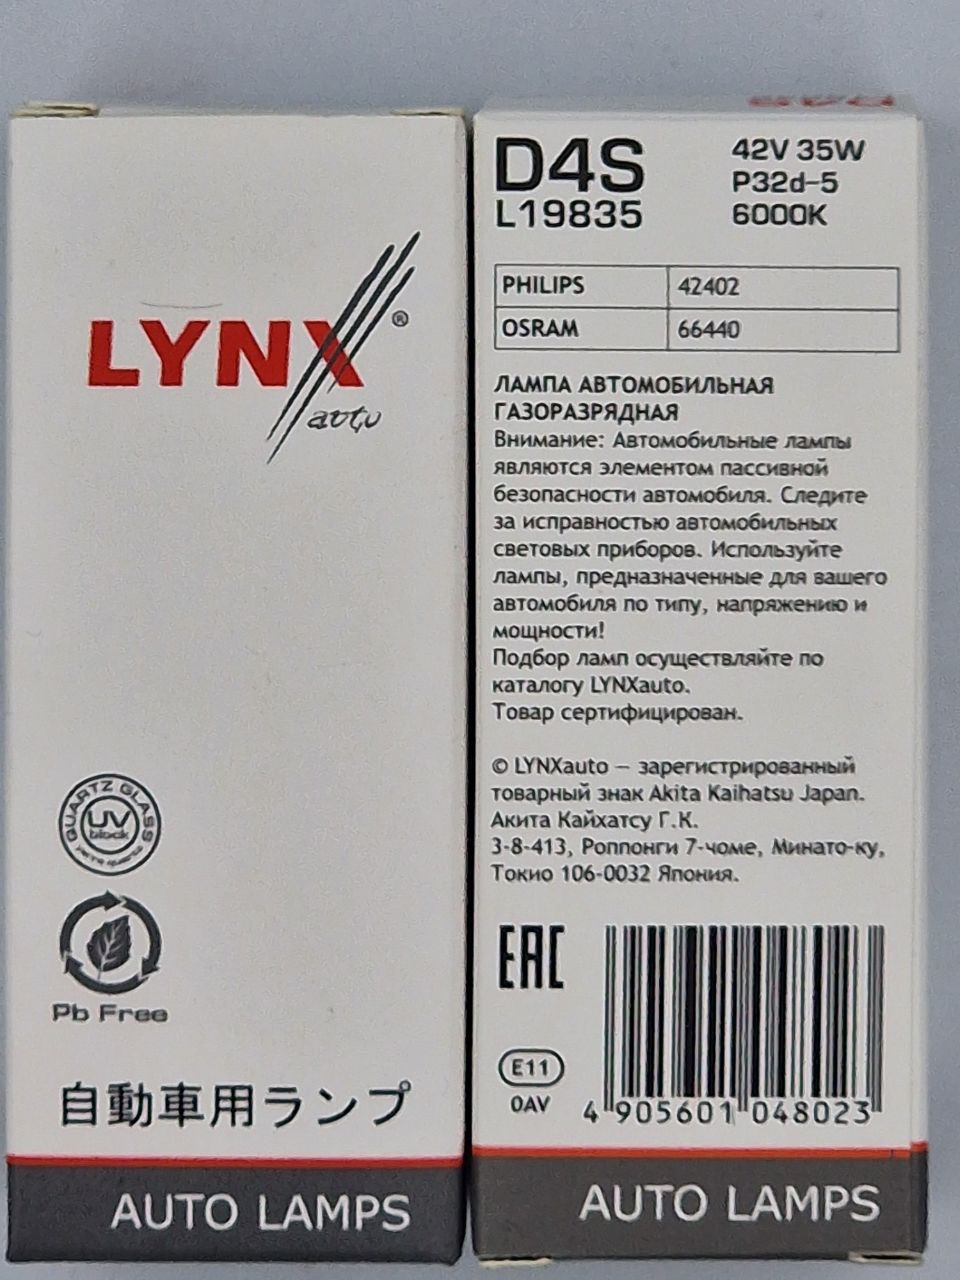 LYNX®
auto
QUARTZ GLASS
UV
block
Pb Free
自動車用ランプ
AUTO LAMPS
D4S
L19835
42V 35W
P32d-5
6000K
PHILIPS 42402
OSRAM 66440
ЛАМПА АВТОМОБИЛЬНАЯ
ГАЗОРАЗРЯДНАЯ
Внимание: Автомобильные лампы
являются элементом пассивной
безопасности автомобиля. Следите
за исправностью автомобильных
световых приборов. Используйте
лампы, предназначенные для вашего
автомобиля по типу, напряжению и
мощности!
Подбор ламп осуществляйте по
каталогу LYNXauto.
Товар сертифицирован.
© LYNXauto – зарегистрированный
товарный знак Akita Kaihatsu Japan.
Акита Кайхатсу Г.К.
3-8-413, Роппонги 7-чоме, Минато-ку,
Токио 106-0032 Япония.
EAC
E11
0AV
4 905601 048023
AUTO LAMPS